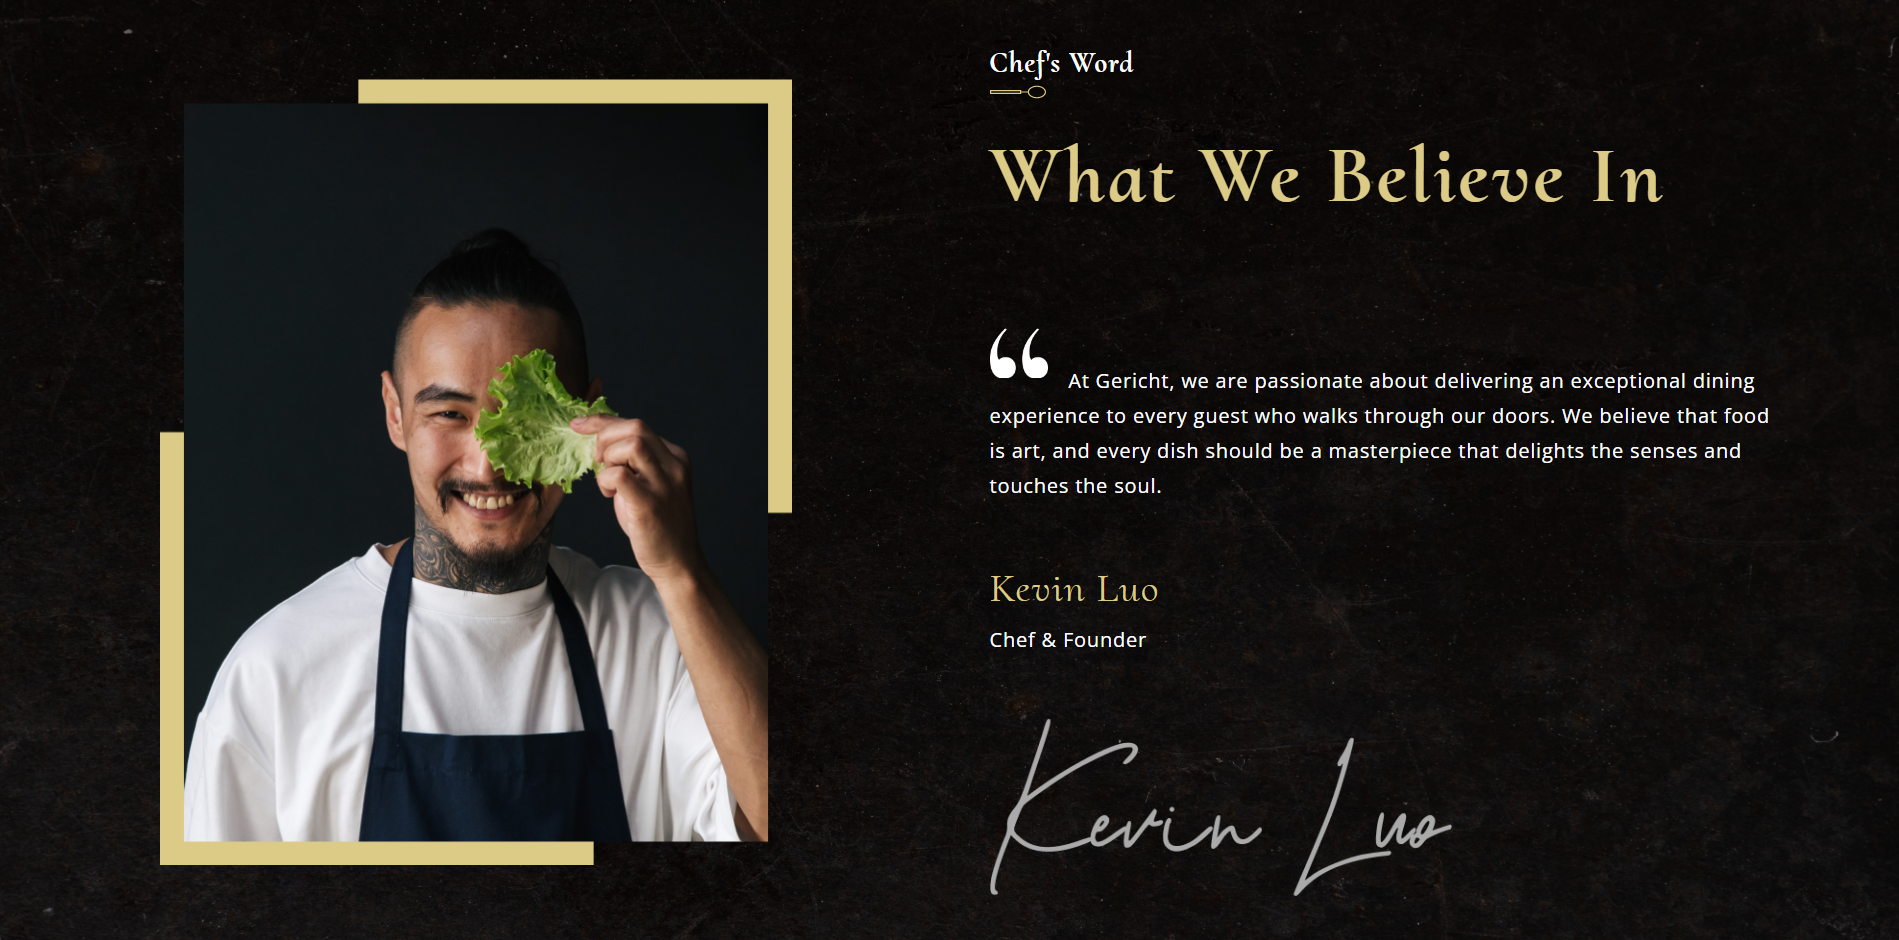 Chef's Word
What We Believe In
“ At Gericht, we are passionate about delivering an exceptional dining
experience to every guest who walks through our doors. We believe that food
is art, and every dish should be a masterpiece that delights the senses and
touches the soul.
Kevin Luo
Chef & Founder
Kevin Luo